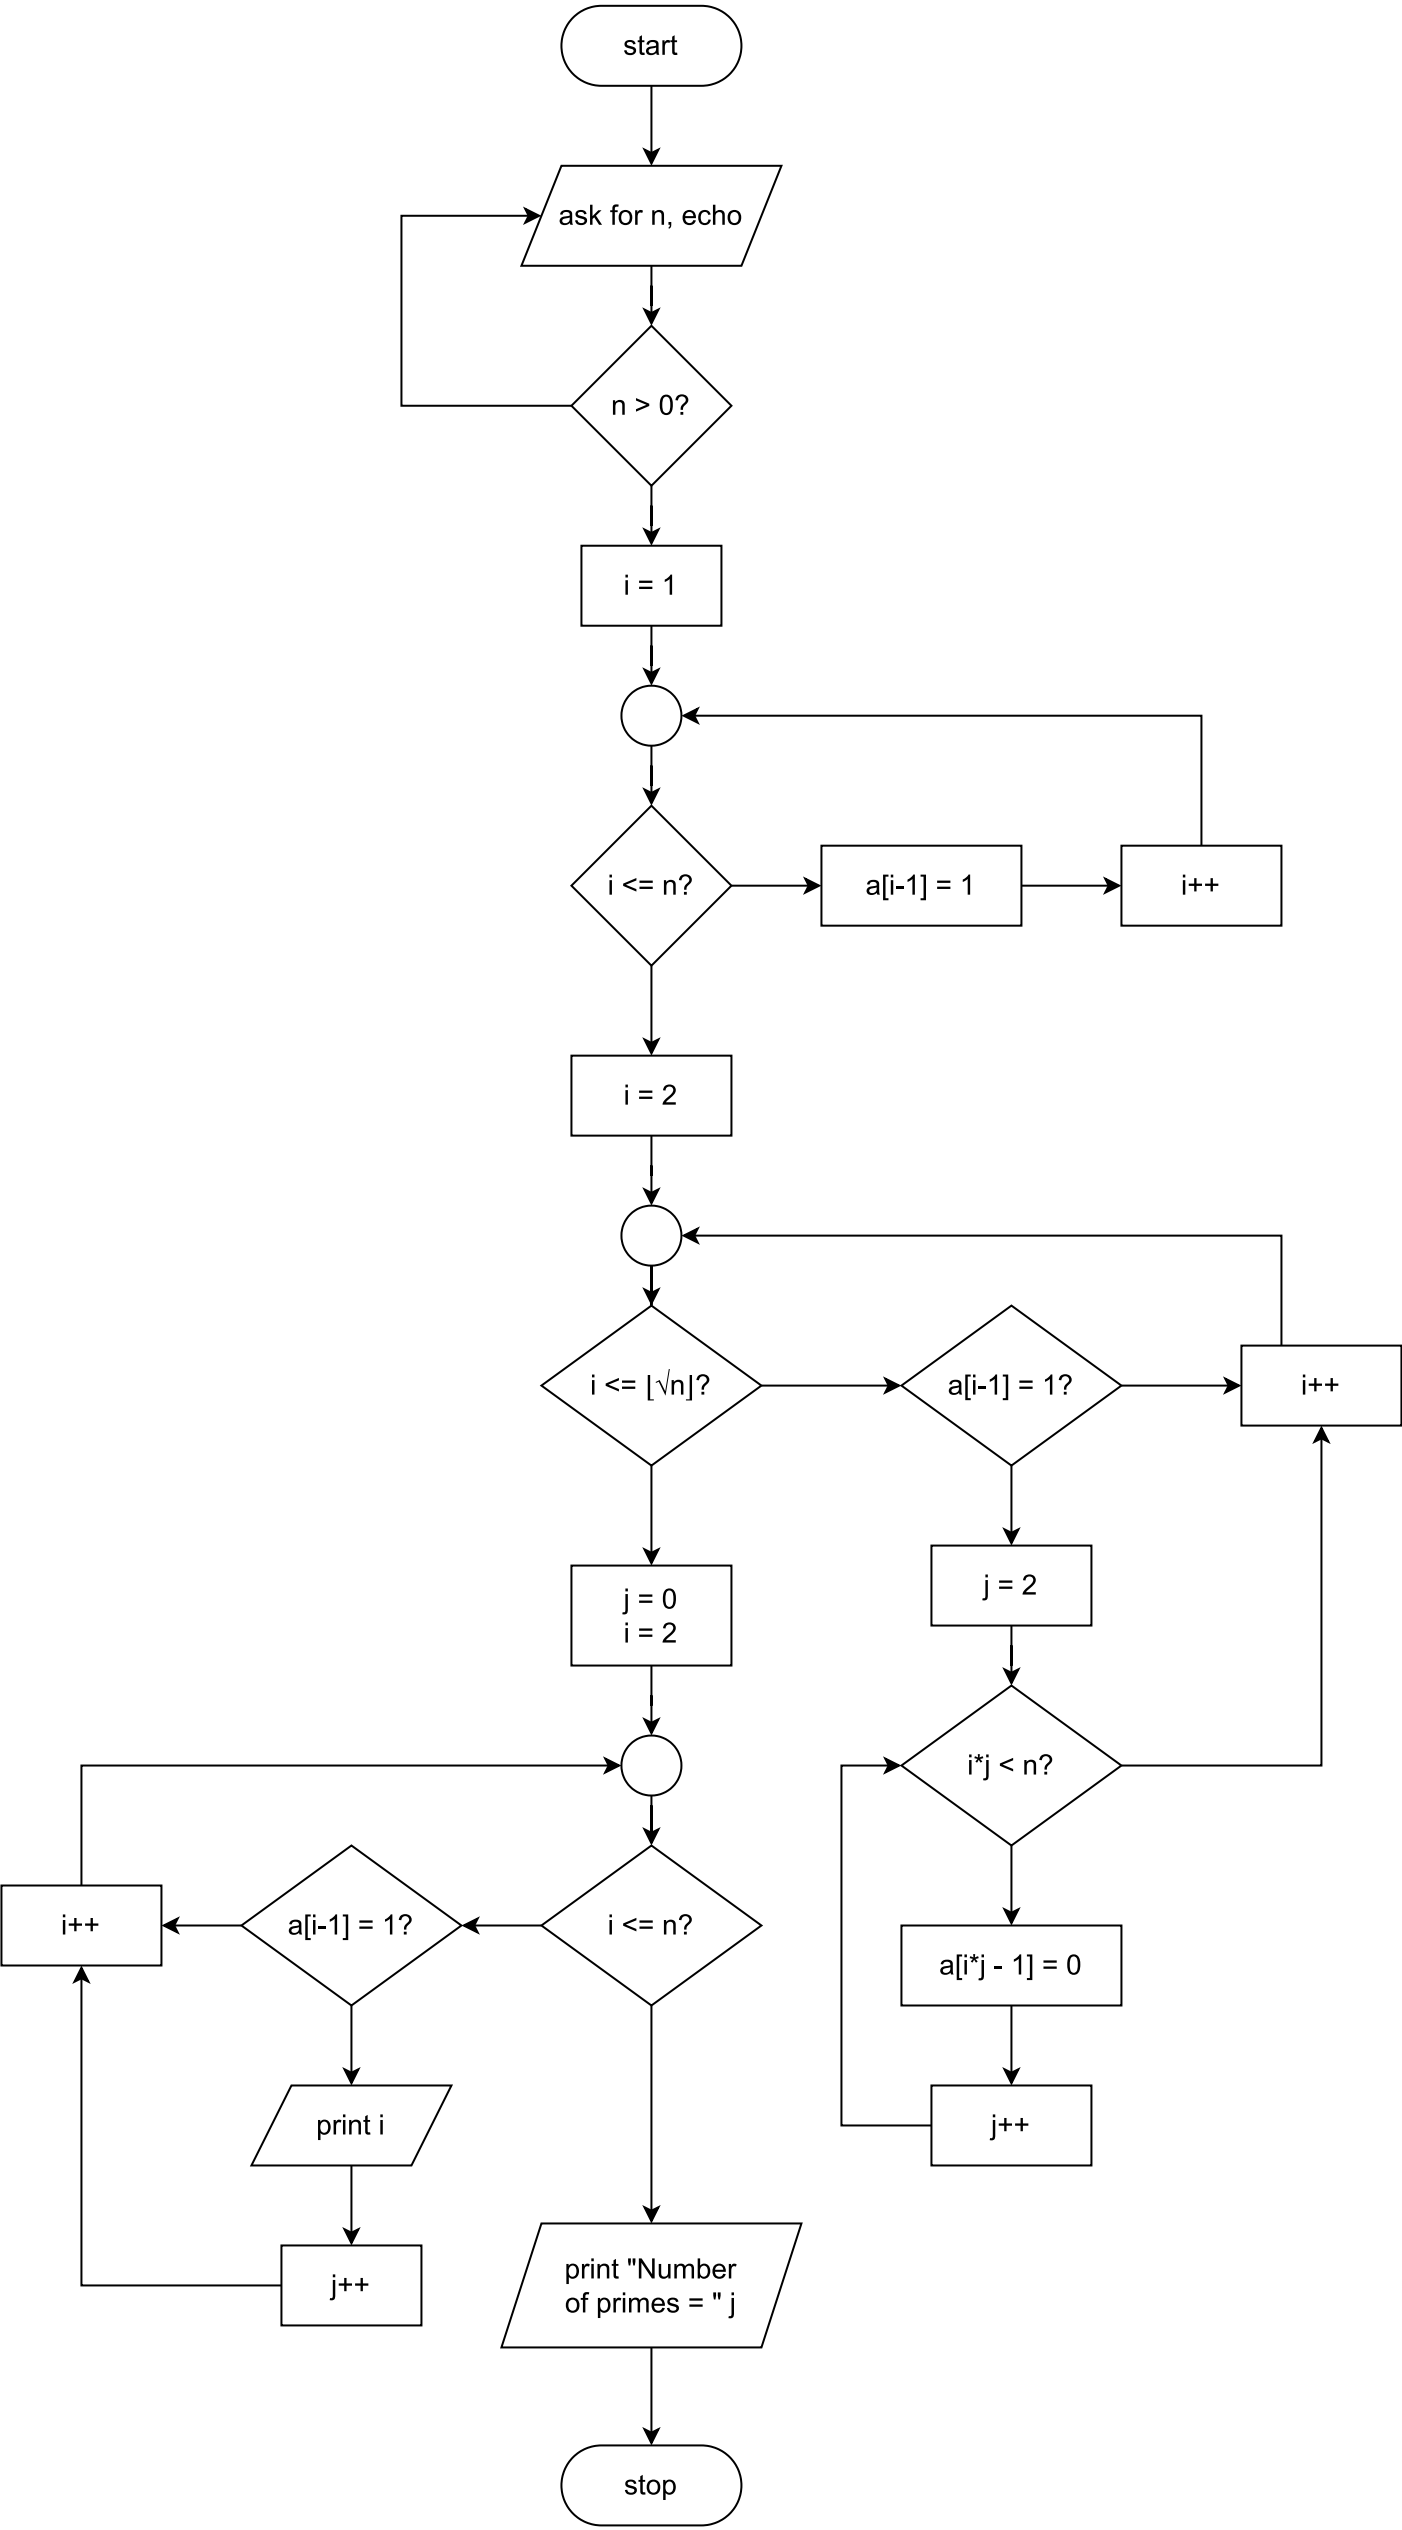 start
ask for n, echo
n > 0?
i = 1
i <= n?
a[i-1] = 1
i++
i = 2
i <= ⌊√n⌋?
a[i-1] = 1?
i++
j = 0
i = 2
j = 2
i*j < n?
i++
a[i-1] = 1?
i <= n?
a[i*j - 1] = 0
print i
j++
j++
print "Number
of primes = " j
stop